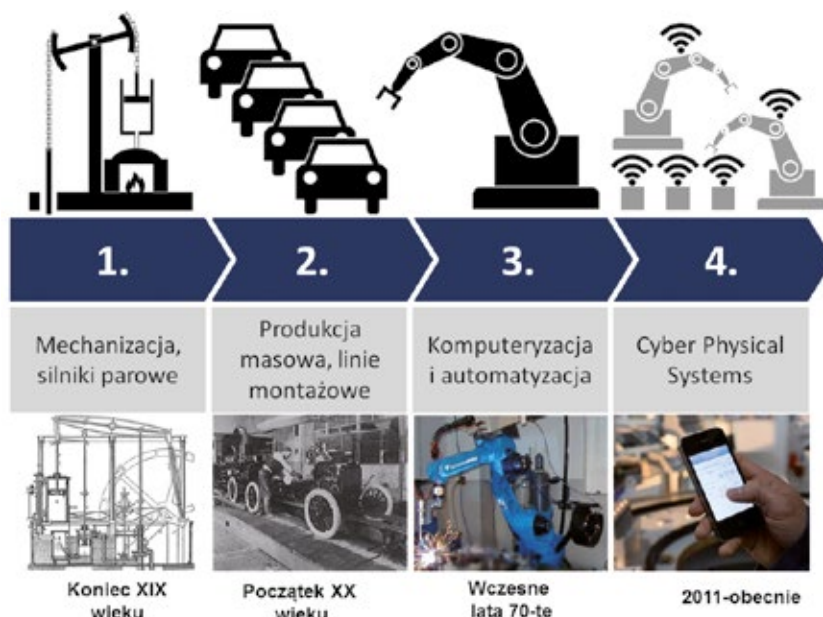 1.
2.
3.
4.
Mechanizacja,
silniki parowe
Produkcja
masowa, linie
montażowe
Komputeryzacja
i automatyzacja
Cyber Physical
Systems
Koniec XIX
wieku
Początek XX
wieku
Wczesne
lata 70-te
2011-obecnie